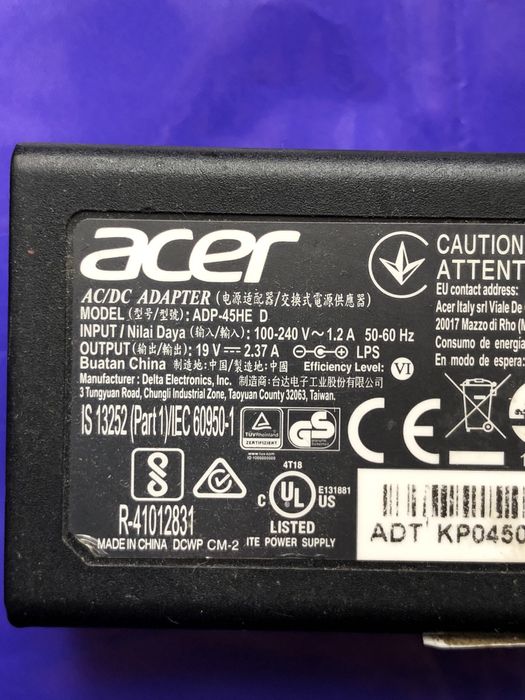 acer
AC/DC ADAPTER (电源适配器/交換式電源供應器)
MODEL (型号/型號): ADP-45HE D
INPUT / Nilai Daya (输入/輸入): 100-240 V ~ 1.2 A 50-60 Hz
OUTPUT (输出/輸出): 19 V ⎓ 2.37 A LPS
Buatan China 制造地:中国/製造地:中國 Efficiency Level: VI
Manufacturer : Delta Electronics, Inc. 制造商:台达电子工业股份有限公司
3 Tungyuan Road, Chungli Industrial Zone, Taoyuan County 32063, Taiwan.
IS 13252 (Part 1)/IEC 60950-1
TÜVRheinland
ZERTIFIZIERT
www.tuv.com
GS
R-41012831
MADE IN CHINA DCWP CM-2
4T18
C UL US
E131881
LISTED
ITE POWER SUPPLY
CAUTION
ATTENT
EU contact address:
Acer Italy srl Viale De
20017 Mazzo di Rho (
Consumo de energia
En modo de espera:
CE
ADT KP0450